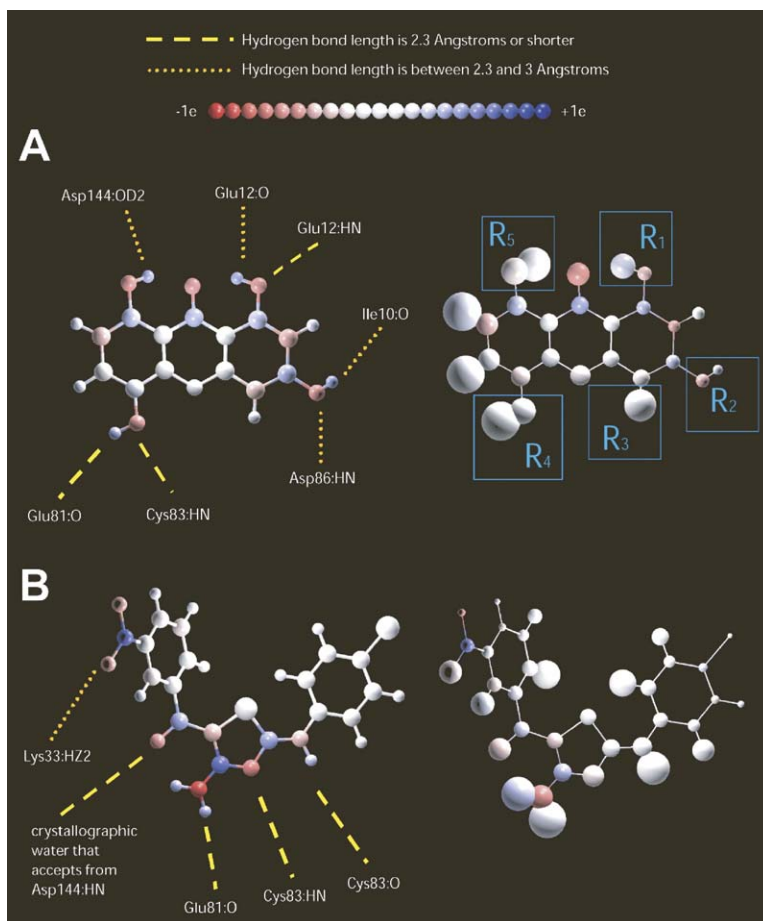 Hydrogen bond length is 2.3 Angstroms or shorter
Hydrogen bond length is between 2.3 and 3 Angstroms
-1e +1e
A
Asp144:OD2
Glu12:O
Glu12:HN
Ile10:O
Asp86:HN
Glu81:O
Cys83:HN
R5
R1
R2
R3
R4
B
Lys33:HZ2
crystallographic
water that
accepts from
Asp144:HN
Glu81:O
Cys83:HN
Cys83:O